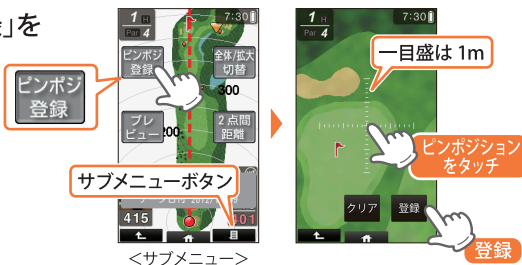 」を
ピンポジ
登録
1 H
Par 4
7:30
ピンポジ
登録
全体/拡大
切替
300
プレ
ビュー
200
2点間
距離
サブメニューボタン
415
401
<サブメニュー>
1 H
Par 4
7:30
一目盛は 1m
ピンポジション
をタッチ
クリア
登録
登録